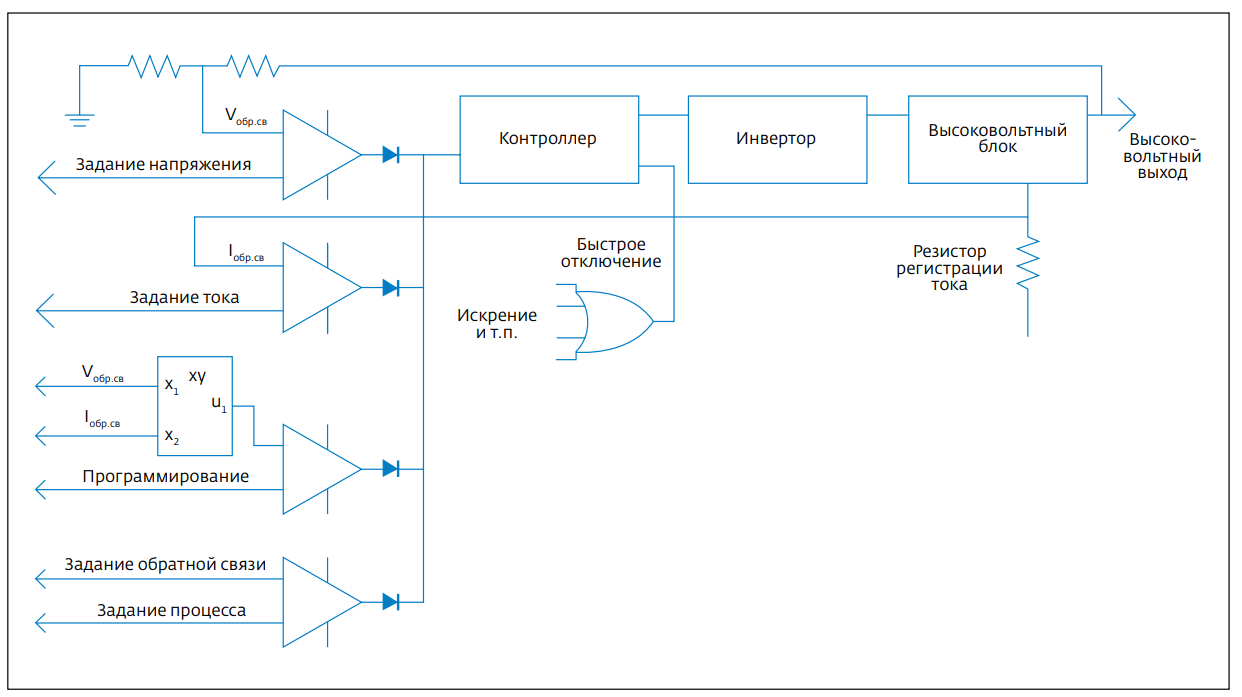 Vобр.св
Задание напряжения
Контроллер
Инвертор
Высоковольтный
блок
Высоко-
вольтный
выход
Iобр.св
Задание тока
Быстрое
отключение
Искрение
и т.п.
Резистор
регистрации
тока
Vобр.св
Iобр.св
x1
xy
u1
x2
Программирование
Задание обратной связи
Задание процесса